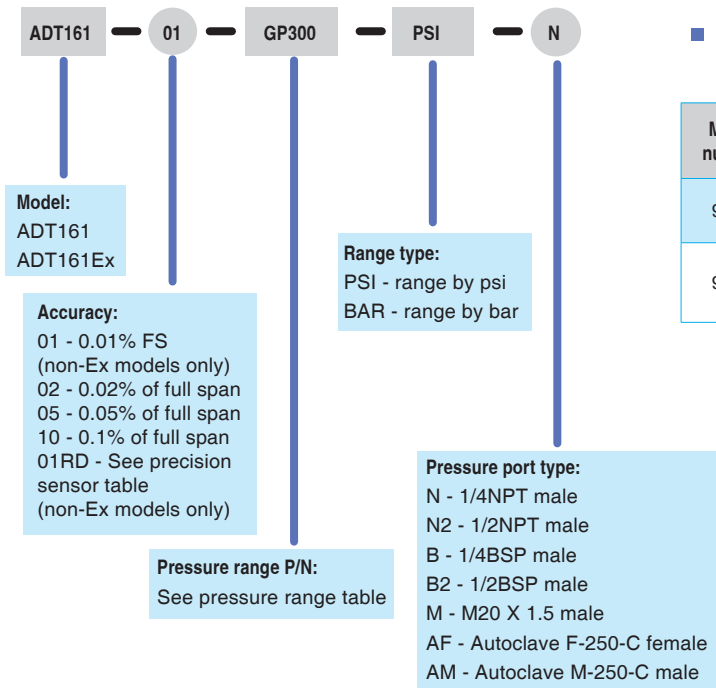 ADT161 01 GP300 PSI N
Model:
ADT161
ADT161Ex
Accuracy:
01 - 0.01% FS
(non-Ex models only)
02 - 0.02% of full span
05 - 0.05% of full span
10 - 0.1% of full span
01RD - See precision
sensor table
(non-Ex models only)
Pressure range P/N:
See pressure range table
Range type:
PSI - range by psi
BAR - range by bar
Pressure port type:
N - 1/4NPT male
N2 - 1/2NPT male
B - 1/4BSP male
B2 - 1/2BSP male
M - M20 X 1.5 male
AF - Autoclave F-250-C female
AM - Autoclave M-250-C male